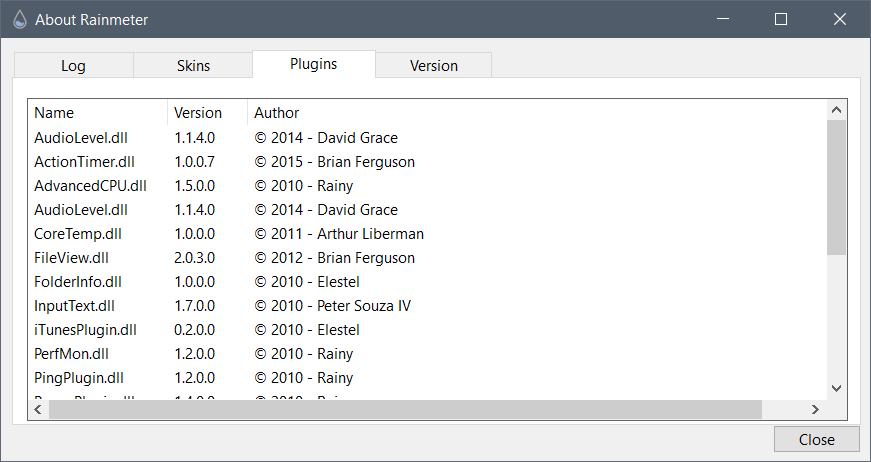 About Rainmeter
Log Skins Plugins Version
Name Version Author
AudioLevel.dll 1.1.4.0 © 2014 - David Grace
ActionTimer.dll 1.0.0.7 © 2015 - Brian Ferguson
AdvancedCPU.dll 1.5.0.0 © 2010 - Rainy
AudioLevel.dll 1.1.4.0 © 2014 - David Grace
CoreTemp.dll 1.0.0.0 © 2011 - Arthur Liberman
FileView.dll 2.0.3.0 © 2012 - Brian Ferguson
FolderInfo.dll 1.0.0.0 © 2010 - Elestel
InputText.dll 1.7.0.0 © 2010 - Peter Souza IV
iTunesPlugin.dll 0.2.0.0 © 2010 - Elestel
PerfMon.dll 1.2.0.0 © 2010 - Rainy
PingPlugin.dll 1.2.0.0 © 2010 - Rainy
Close